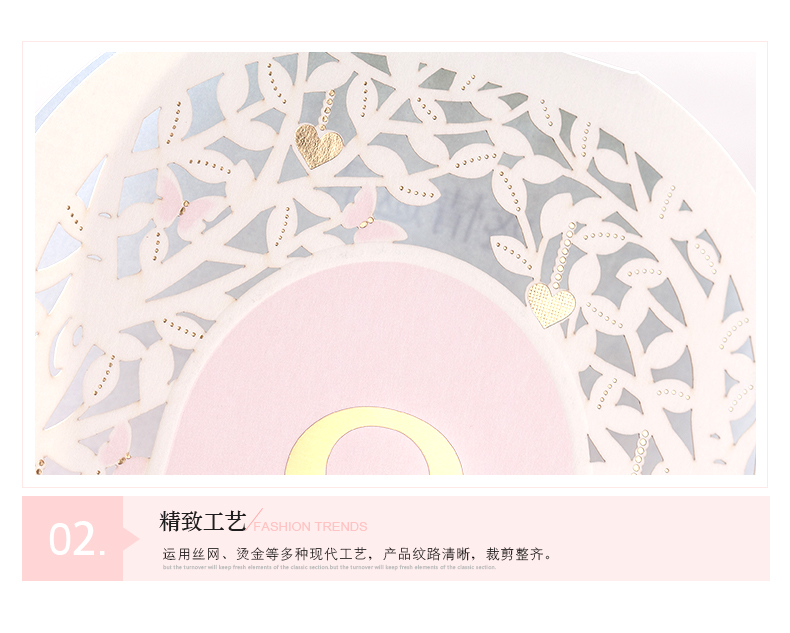 02.
精致工艺/FASHION TRENDS
运用丝网、烫金等多种现代工艺，产品纹路清晰，裁剪整齐。
but the turnover will keep fresh elements of the classic section,but the turnover will keep fresh elements of the classic section.